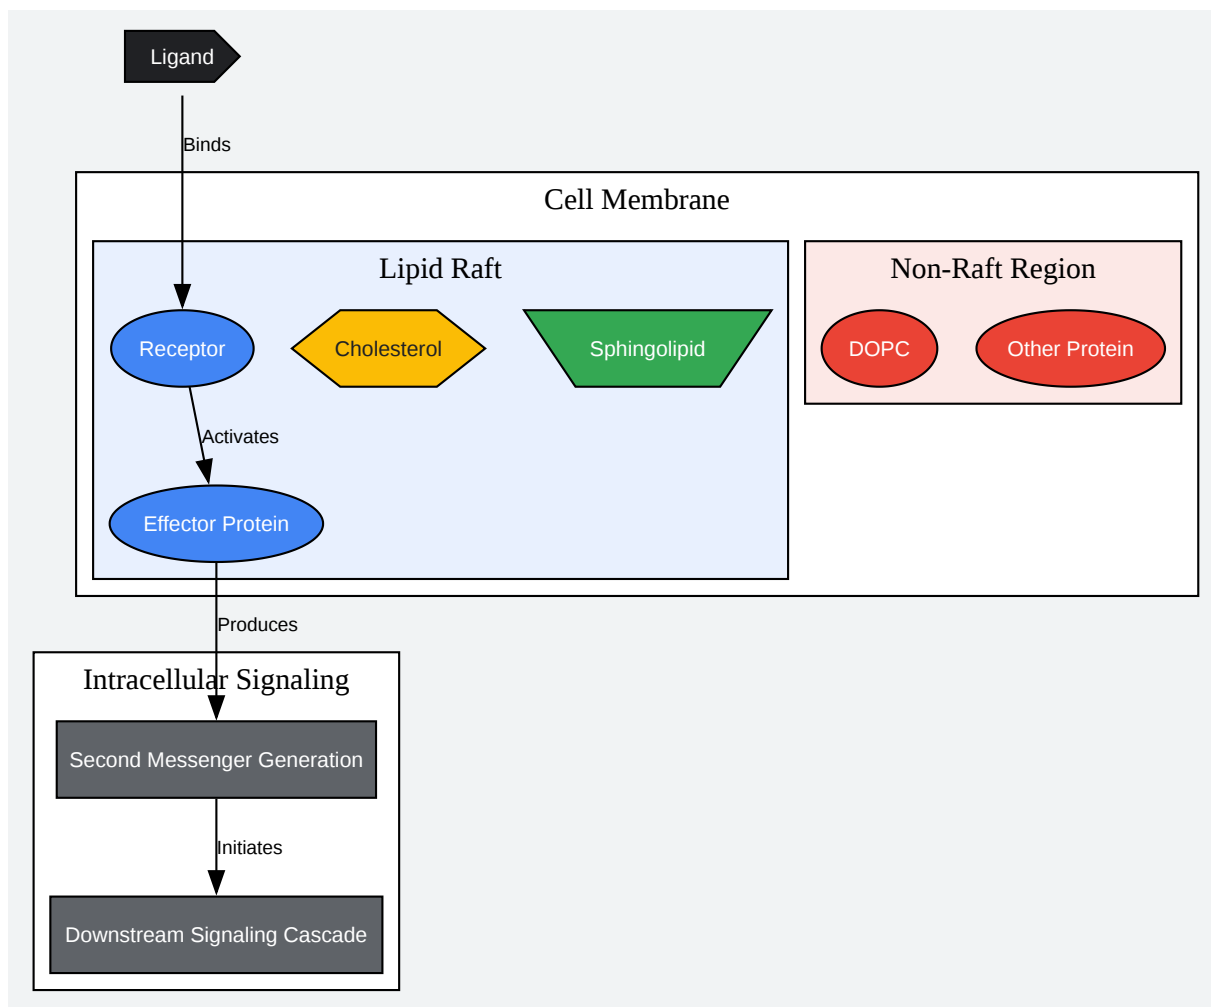 Ligand
Binds
Cell Membrane
Lipid Raft
Non-Raft Region
Receptor
Cholesterol
Sphingolipid
DOPC
Other Protein
Activates
Effector Protein
Produces
Intracellular Signaling
Second Messenger Generation
Initiates
Downstream Signaling Cascade